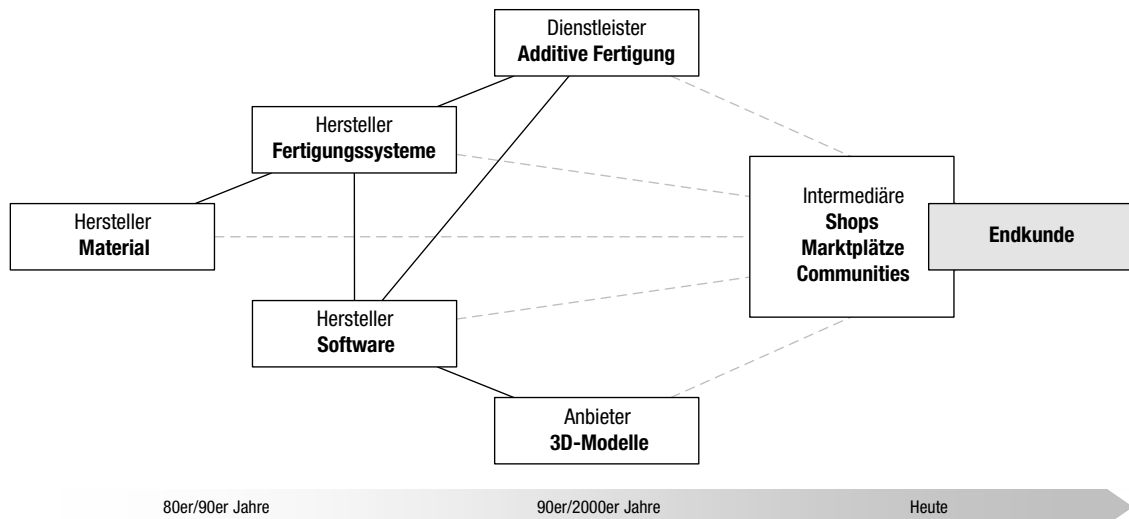 Dienstleister
Additive Fertigung
Hersteller
Fertigungssysteme
Hersteller
Material
Intermediäre
Shops
Marktplätze
Communities
Endkunde
Hersteller
Software
Anbieter
3D-Modelle
80er/90er Jahre
90er/2000er Jahre
Heute